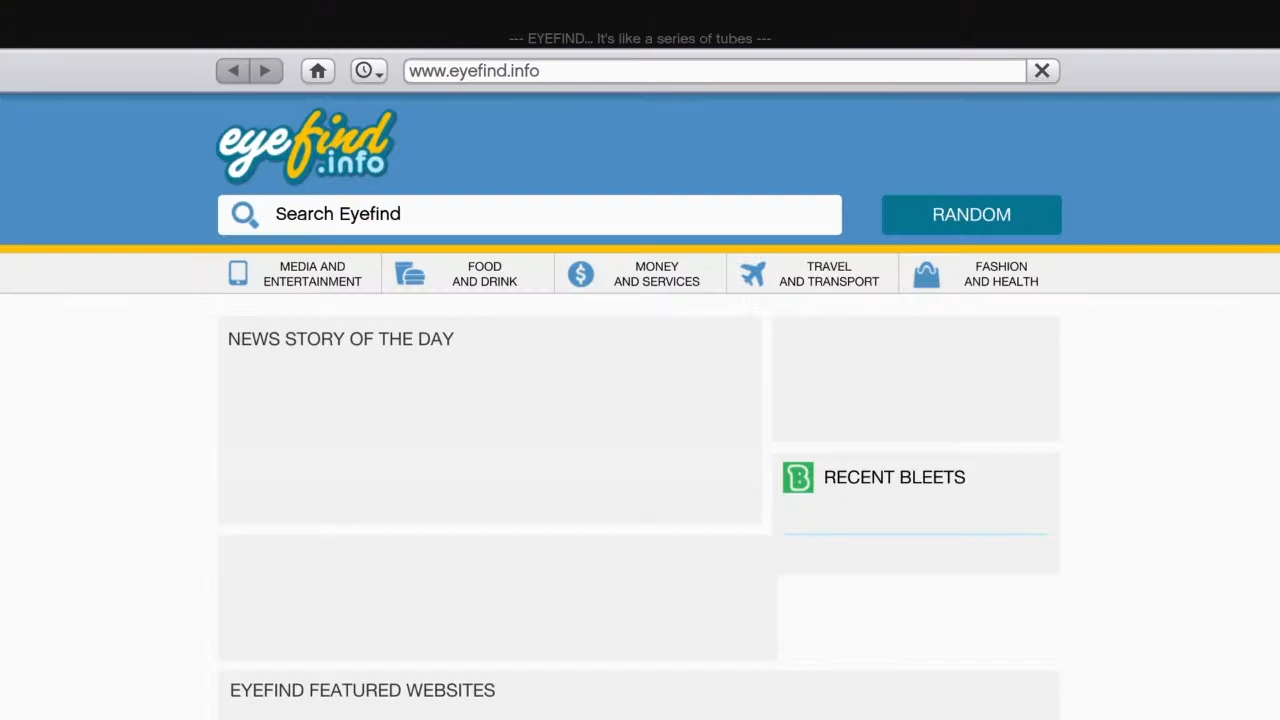 --- EYEFIND... It's like a series of tubes ---
www.eyefind.info
eyefind
.info
Search Eyefind
RANDOM
MEDIA AND
ENTERTAINMENT
FOOD
AND DRINK
MONEY
AND SERVICES
TRAVEL
AND TRANSPORT
FASHION
AND HEALTH
NEWS STORY OF THE DAY
B
RECENT BLEETS
EYEFIND FEATURED WEBSITES